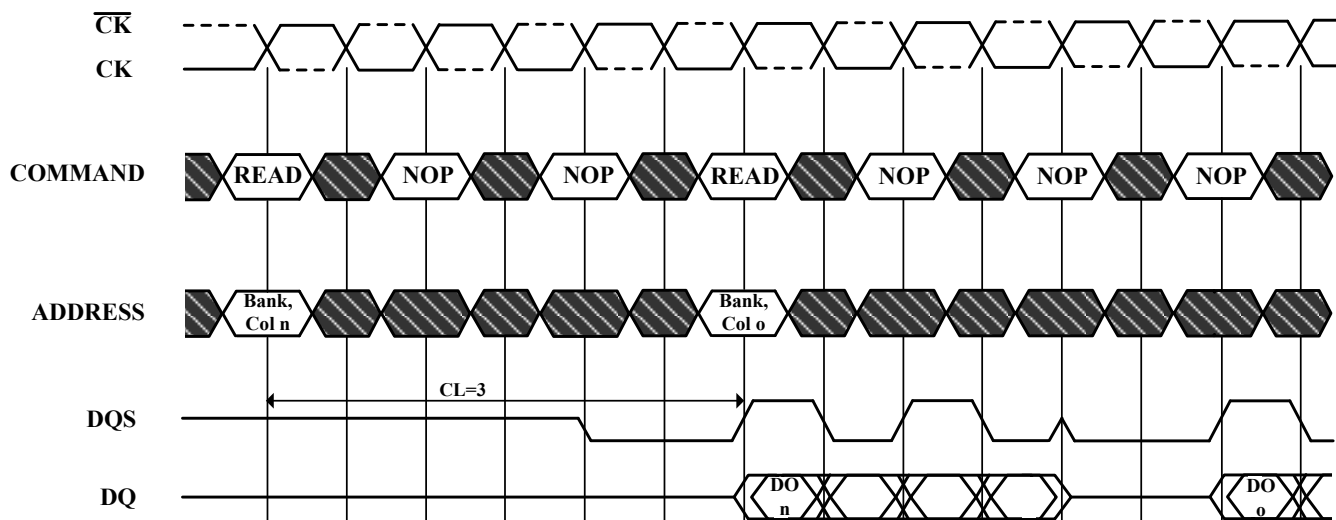 CK
CK
COMMAND
READ
NOP
NOP
READ
NOP
NOP
NOP
ADDRESS
Bank,
Col n
Bank,
Col o
CL=3
DQS
DQ
DO
n
DO
o